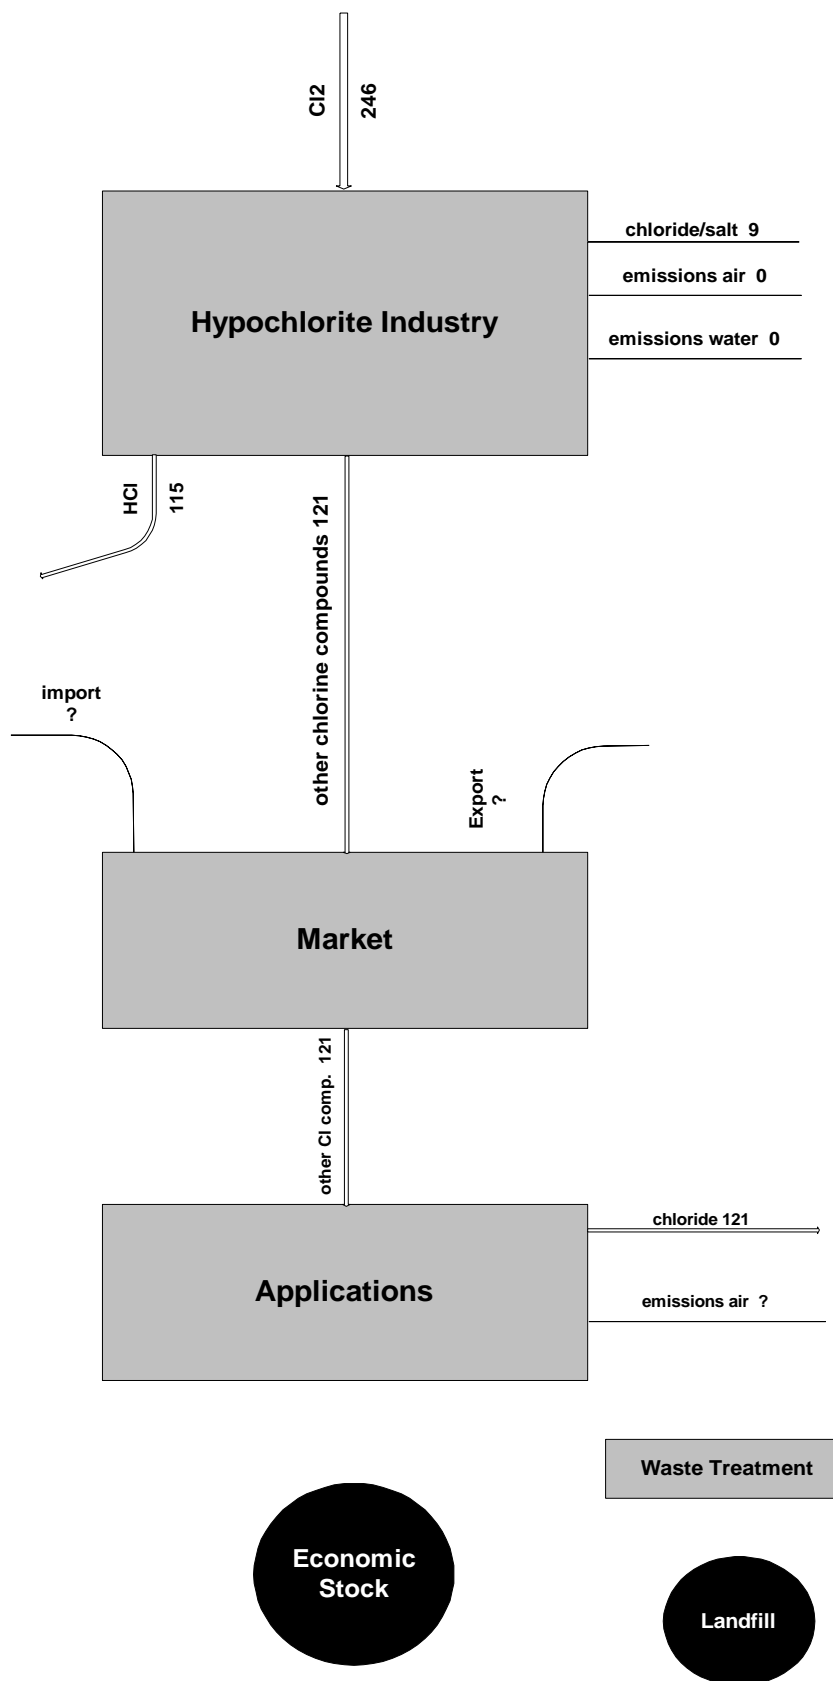 Cl2
246
chloride/salt 9
emissions air 0
Hypochlorite Industry
emissions water 0
HCl
115
other chlorine compounds 121
import
?
Export
?
Market
other Cl comp. 121
chloride 121
Applications
emissions air ?
Waste Treatment
Economic
Stock
Landfill